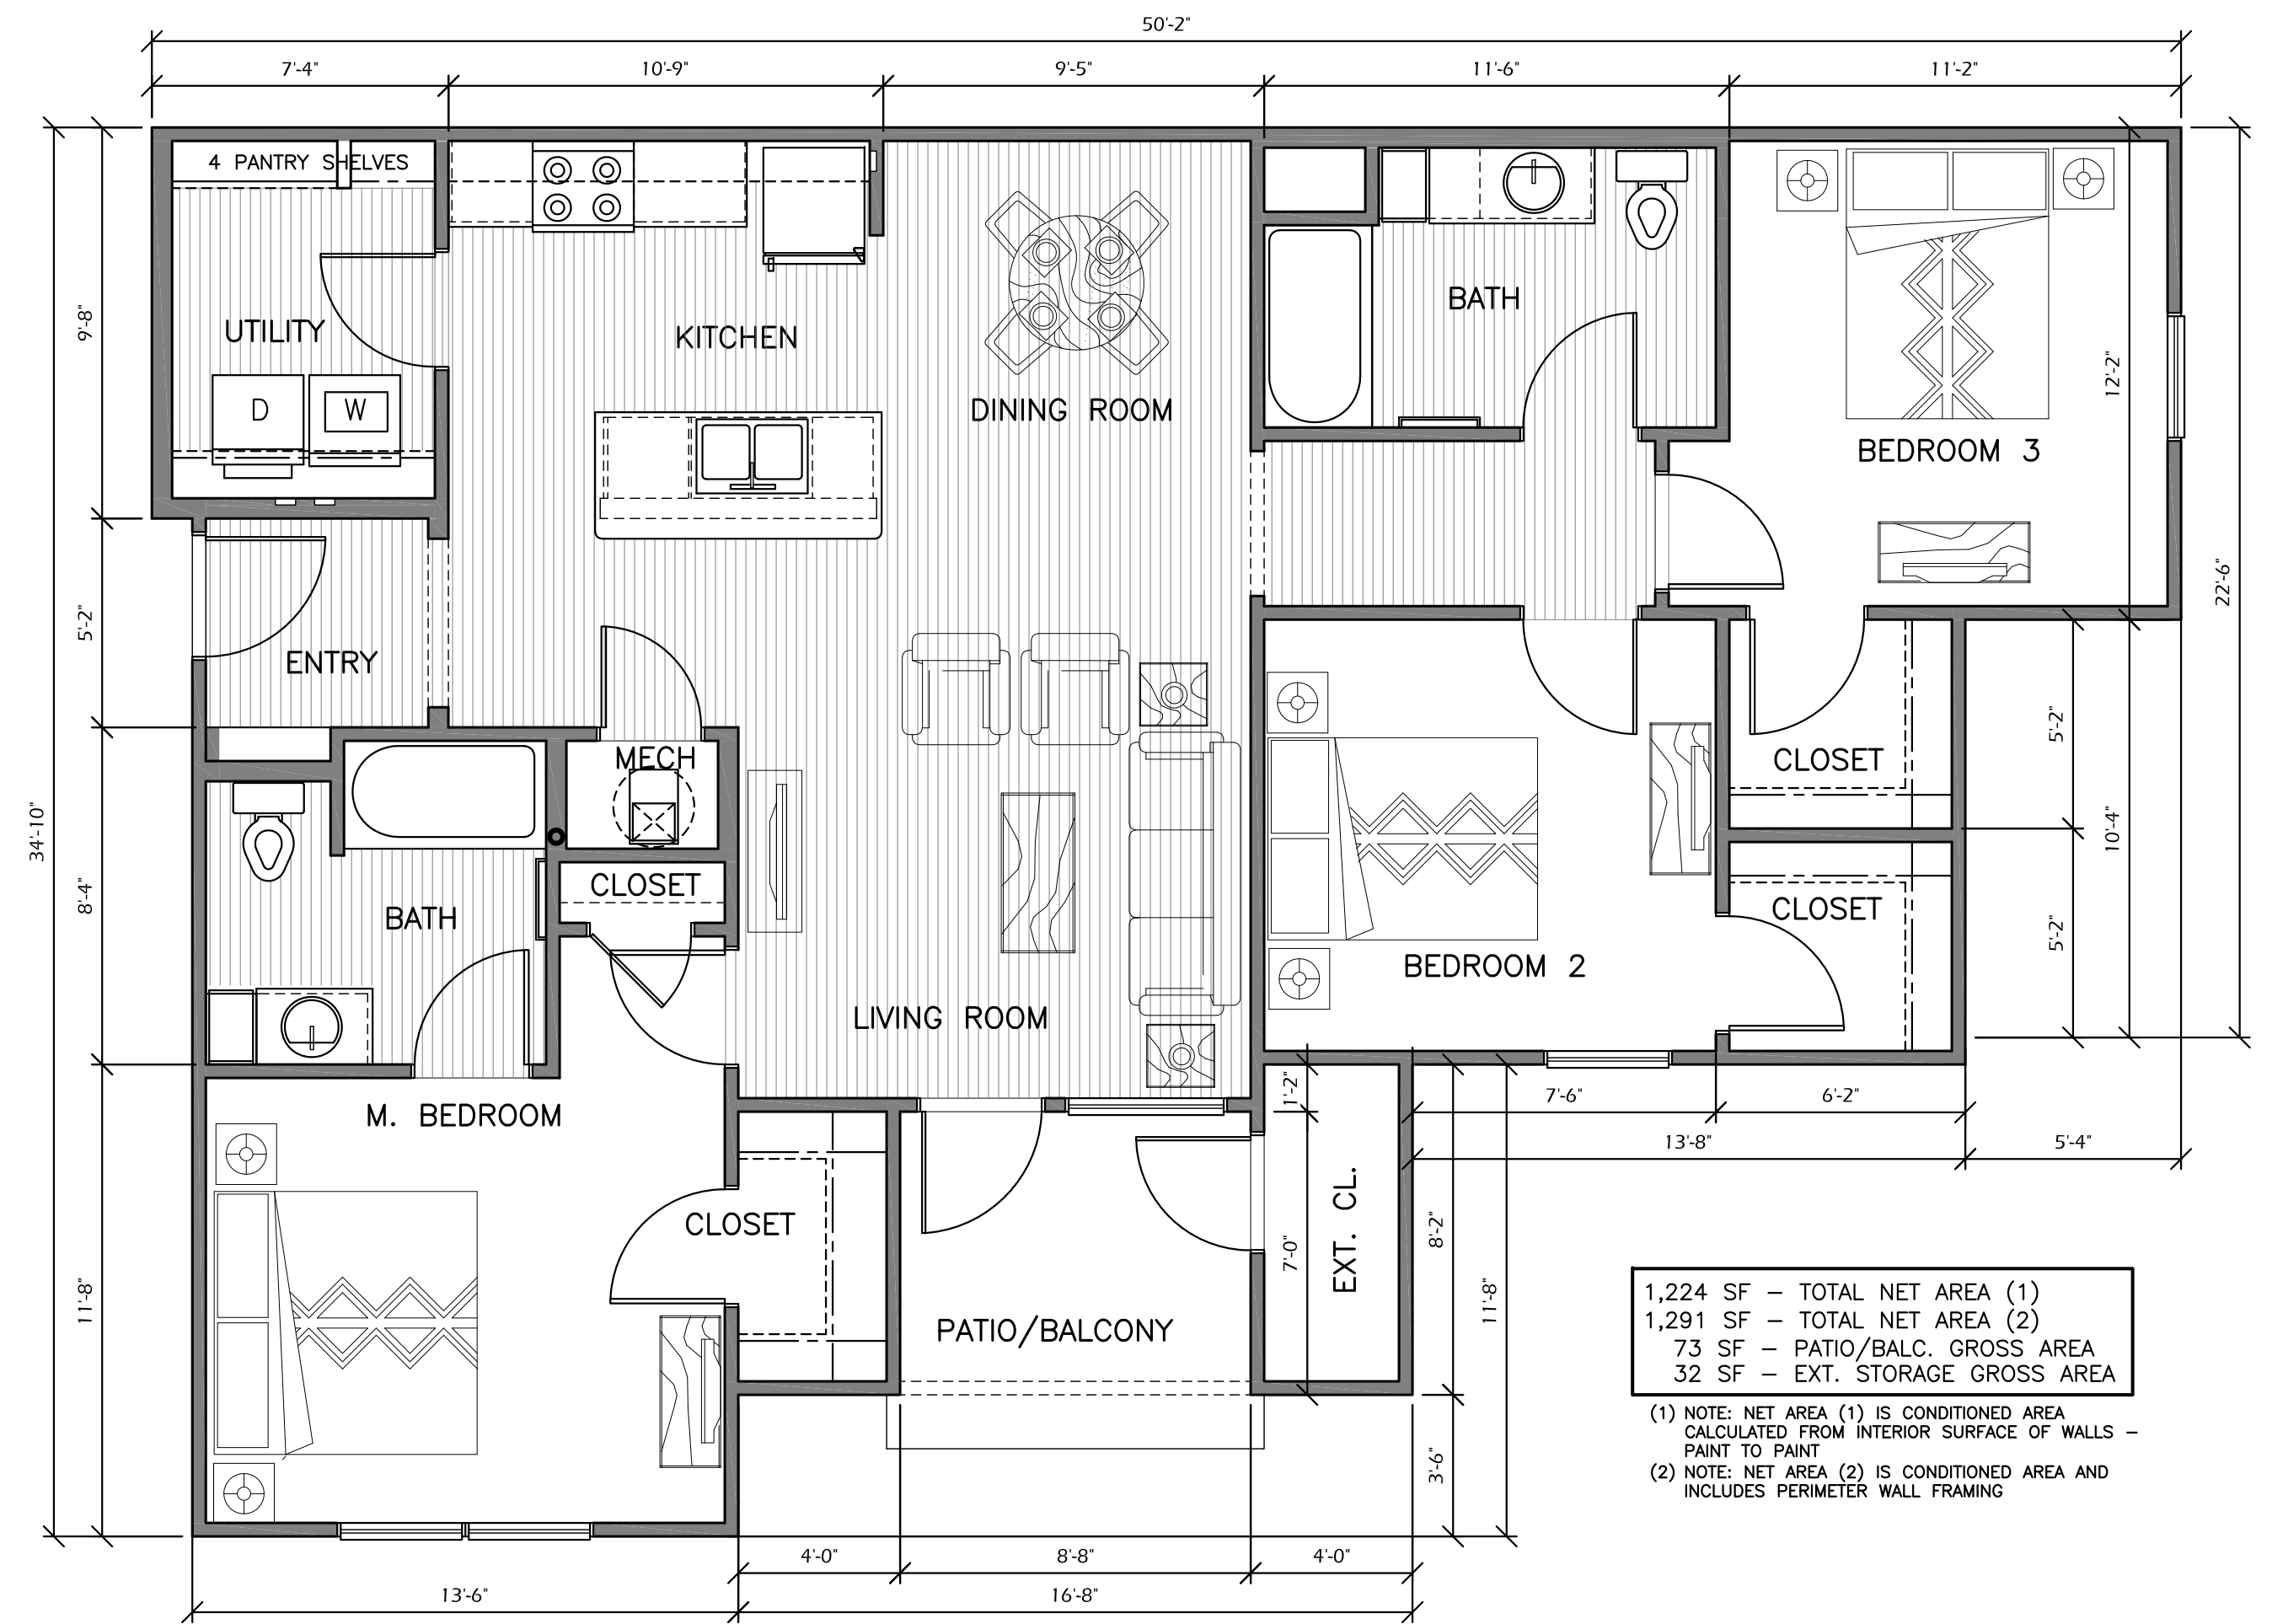 50'-2"
7'-4" 10'-9" 9'-5" 11'-6" 11'-2"
4 PANTRY SHELVES
UTILITY
D W
KITCHEN
DINING ROOM
BATH
BEDROOM 3
9'-8"
12'-2"
22'-6"
5'-2"
ENTRY
34'-10"
8'-4"
MECH
CLOSET
BATH
LIVING ROOM
BEDROOM 2
CLOSET
CLOSET
5'-2"
10'-4"
5'-2"
M. BEDROOM
CLOSET
11'-8"
PATIO/BALCONY
EXT. CL.
1'-2"
7'-0"
8'-2"
11'-8"
3'-6"
7'-6" 6'-2"
13'-8" 5'-4"
4'-0" 8'-8" 4'-0"
13'-6" 16'-8"
1,224 SF – TOTAL NET AREA (1)
1,291 SF – TOTAL NET AREA (2)
73 SF – PATIO/BALC. GROSS AREA
32 SF – EXT. STORAGE GROSS AREA
(1) NOTE: NET AREA (1) IS CONDITIONED AREA
CALCULATED FROM INTERIOR SURFACE OF WALLS –
PAINT TO PAINT
(2) NOTE: NET AREA (2) IS CONDITIONED AREA AND
INCLUDES PERIMETER WALL FRAMING